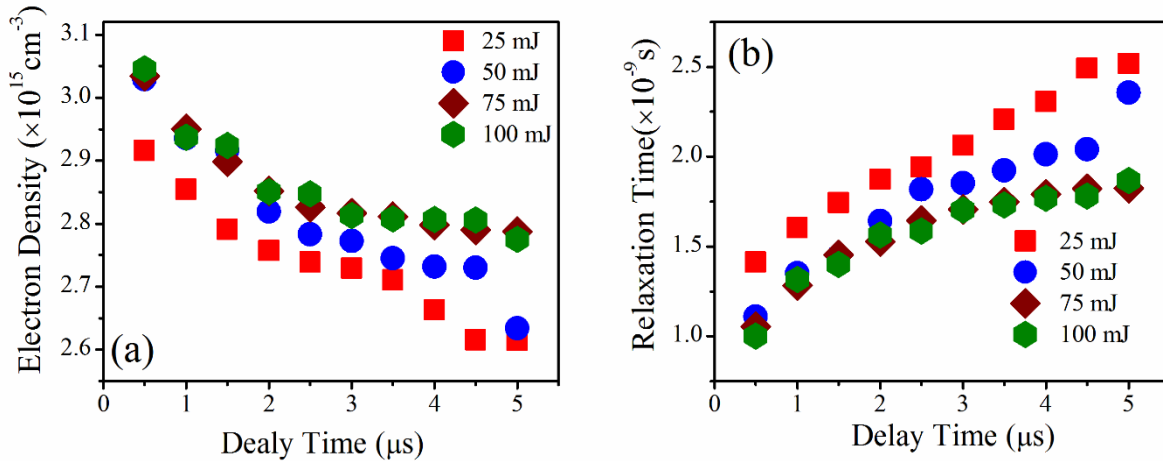 Electron Density (×10¹⁵ cm⁻³)
3.1
3.0
2.9
2.8
2.7
2.6
25 mJ
50 mJ
75 mJ
100 mJ
(a)
0 1 2 3 4 5
Dealy Time (μs)
Relaxation Time(×10⁻⁹ s)
2.5
2.0
1.5
1.0
(b)
25 mJ
50 mJ
75 mJ
100 mJ
0 1 2 3 4 5
Delay Time (μs)